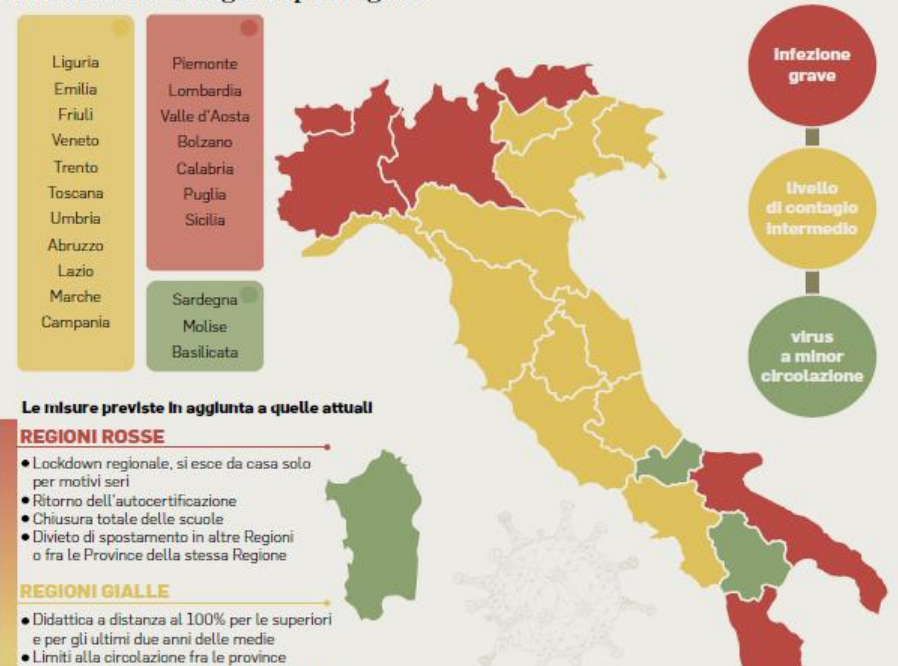 Liguria
Emilia
Friuli
Veneto
Trento
Toscana
Umbria
Abruzzo
Lazio
Marche
Campania
Piemonte
Lombardia
Valle d'Aosta
Bolzano
Calabria
Puglia
Sicilia
Sardegna
Molise
Basilicata
Infezione
grave
livello
di contagio
intermedio
virus
a minor
circolazione
Le misure previste in aggiunta a quelle attuali
REGIONI ROSSE
• Lockdown regionale, si esce da casa solo
per motivi seri
• Ritorno dell'autocertificazione
• Chiusura totale delle scuole
• Divieto di spostamento in altre Regioni
o fra le Province della stessa Regione
REGIONI GIALLE
• Didattica a distanza al 100% per le superiori
e per gli ultimi due anni delle medie
• Limiti alla circolazione fra le province